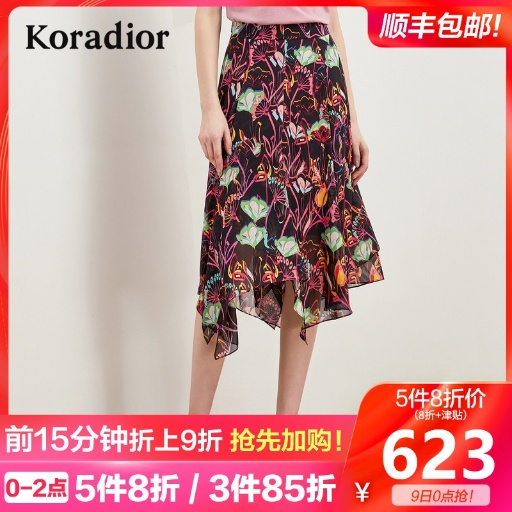 Koradior
顺丰包邮!
5件8折价
(8折+津贴)
¥ 623
9日0点抢!
前15分钟折上9折 抢先加购!
0-2点 5件8折 / 3件85折